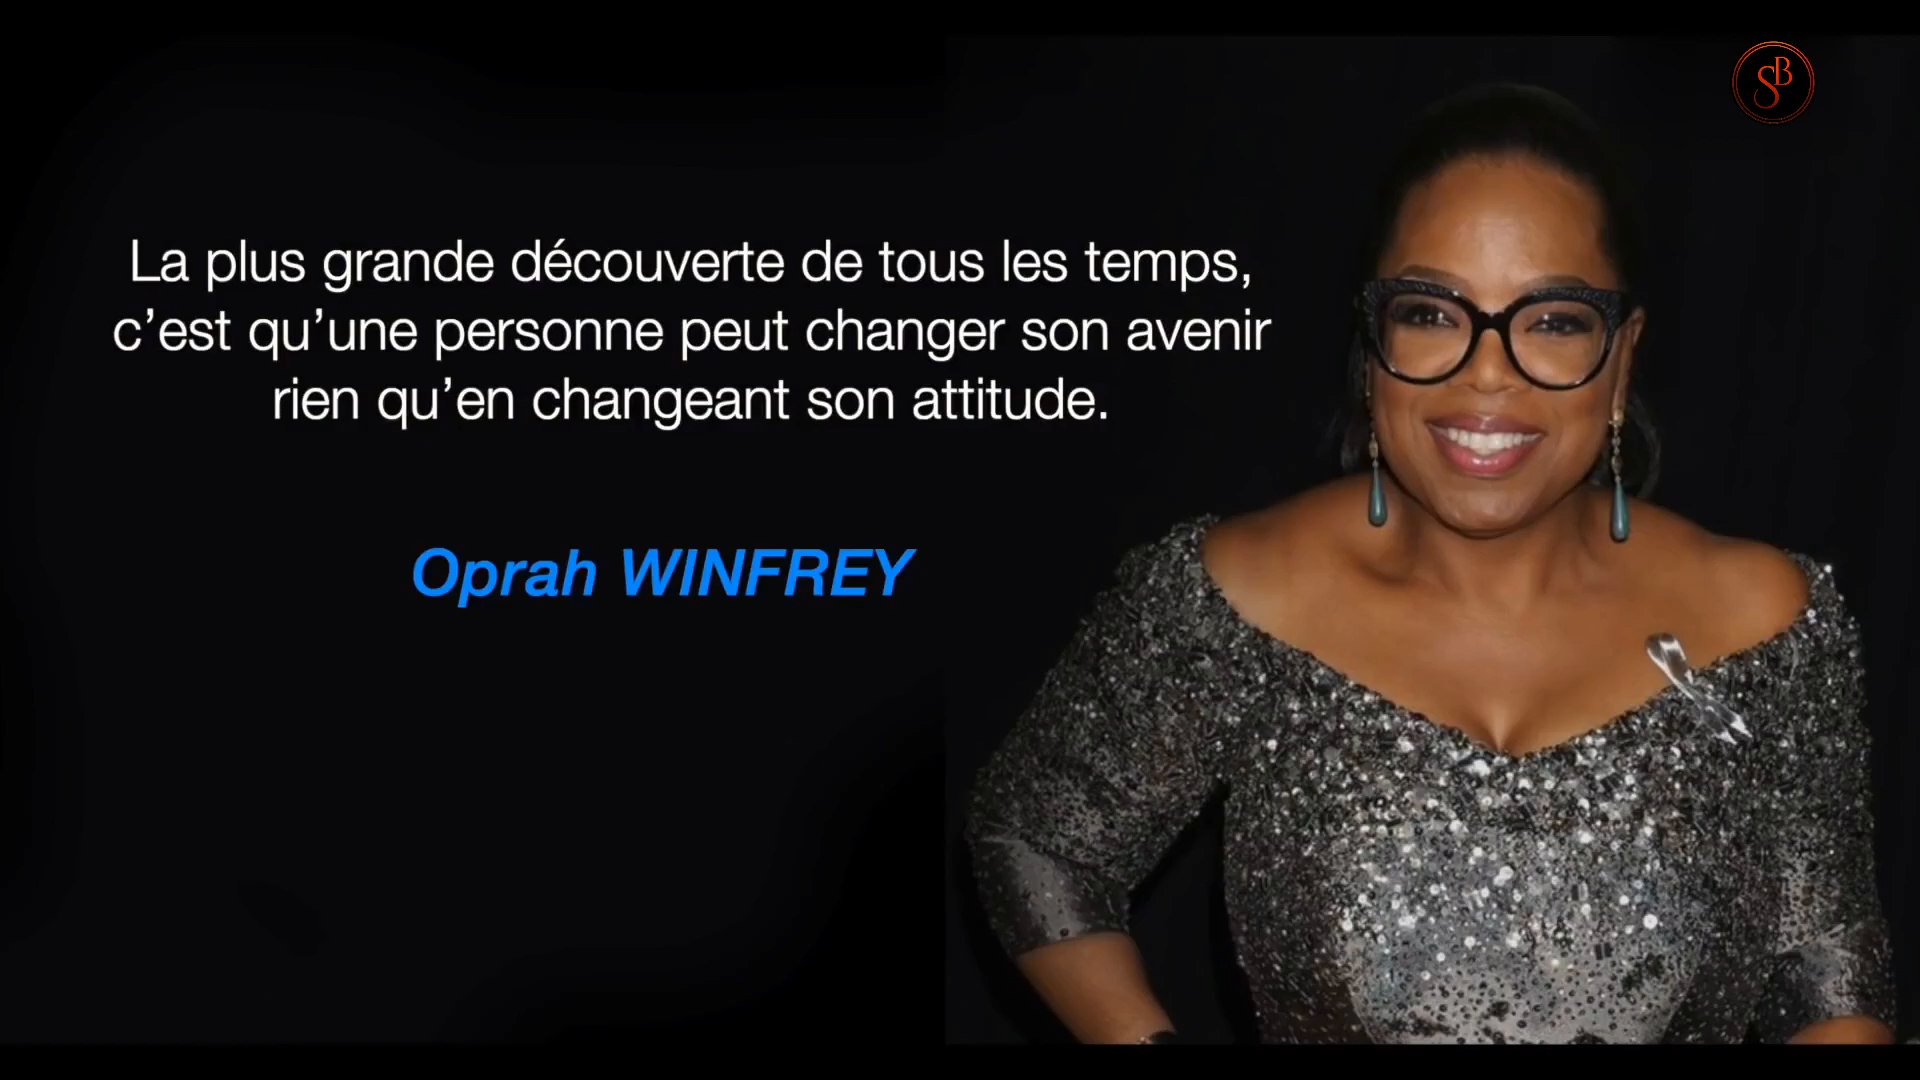 SB
La plus grande découverte de tous les temps,
c’est qu’une personne peut changer son avenir
rien qu’en changeant son attitude.
Oprah WINFREY